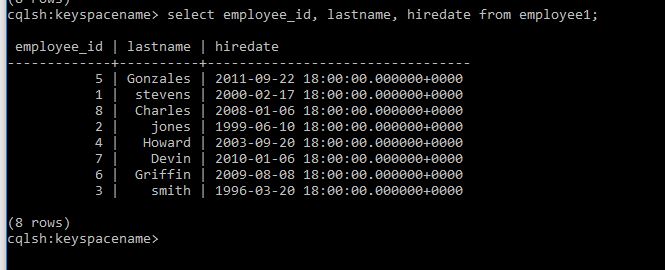 (8 rows)
cqlsh:keyspacename> select employee_id, lastname, hiredate from employee1;
employee_id | lastname | hiredate
-------------+----------+---------------------------------
5 | Gonzales | 2011-09-22 18:00:00.000000+0000
1 | stevens | 2000-02-17 18:00:00.000000+0000
8 | Charles | 2008-01-06 18:00:00.000000+0000
2 | jones | 1999-06-10 18:00:00.000000+0000
4 | Howard | 2003-09-20 18:00:00.000000+0000
7 | Devin | 2010-01-06 18:00:00.000000+0000
6 | Griffin | 2009-08-08 18:00:00.000000+0000
3 | smith | 1996-03-20 18:00:00.000000+0000
(8 rows)
cqlsh:keyspacename>